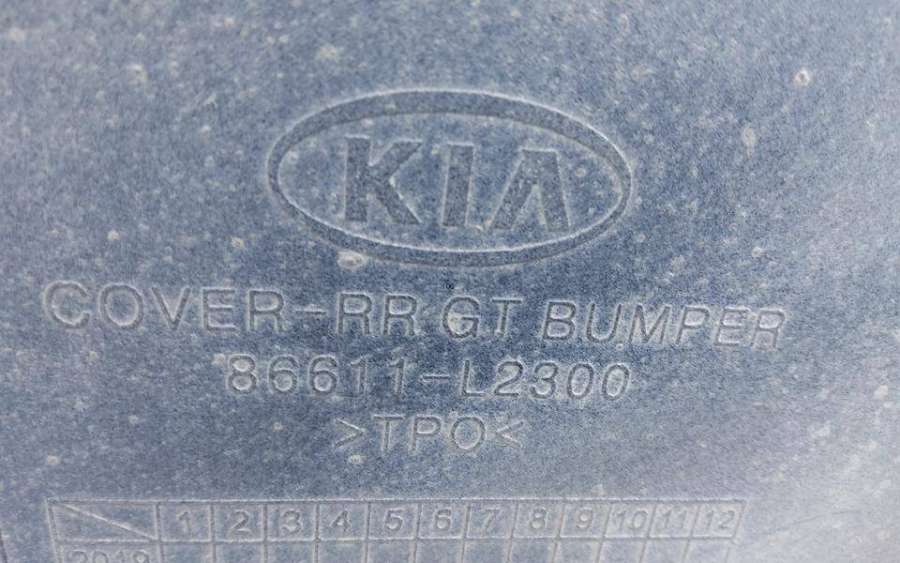 KIA
COVER-RR GT BUMPER
86611-L2300
>TPO<
1 2 3 4 5 6 7 8 9 10 11 12
2019